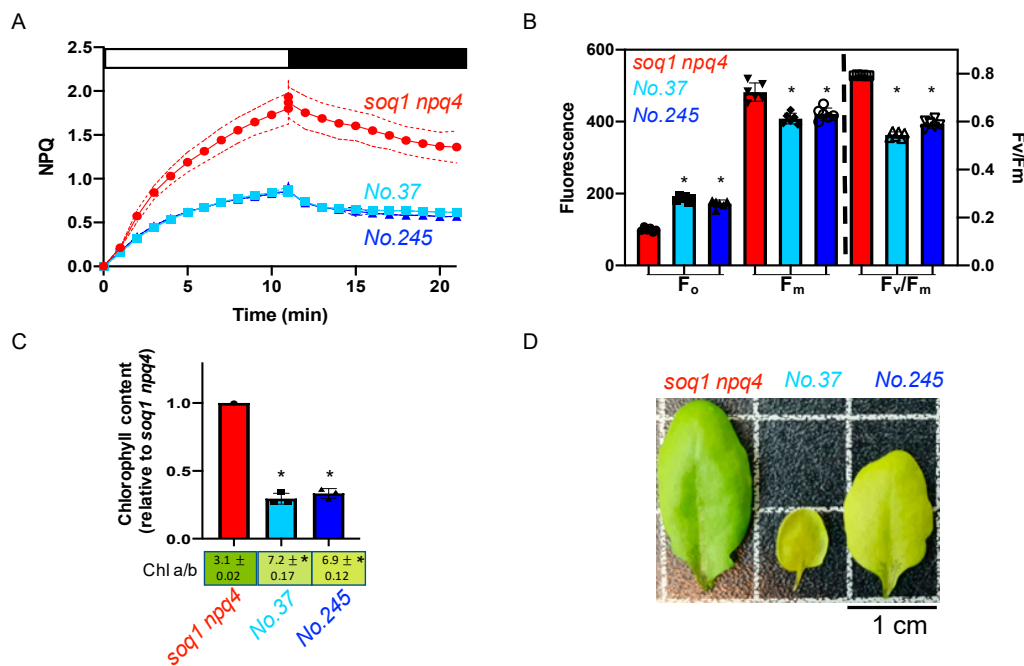 A
2.5
2.0
1.5
1.0
0.5
0.0
NPQ
0
5
10
15
20
Time (min)
soq1 npq4
No.37
No.245
B
600
400
200
0
Fluorescence
soq1 npq4
No.37
No.245
*
*
*
*
*
*
0.8
0.6
0.4
0.2
0.0
Fv/Fm
Fo
Fm
Fv/Fm
C
Chlorophyll content
(relative to soq1 npq4)
1.0
0.5
0.0
*
*
Chl a/b
3.1 ±
0.02
7.2 ± *
0.17
6.9 ± *
0.12
soq1 npq4
No.37
No.245
D
soq1 npq4
No.37
No.245
1 cm